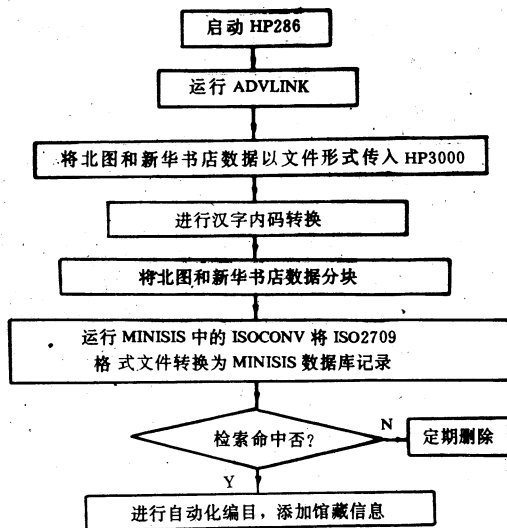 启动 HP286
运行 ADVLINK
将北图和新华书店数据以文件形式传入 HP3000
进行汉字内码转换
将北图和新华书店数据分块
运行 MINISIS 中的 ISOCONV 将 ISO2709
格式文件转换为 MINISIS 数据库记录
检索命中否?
N
定期删除
Y
进行自动化编目，添加馆藏信息